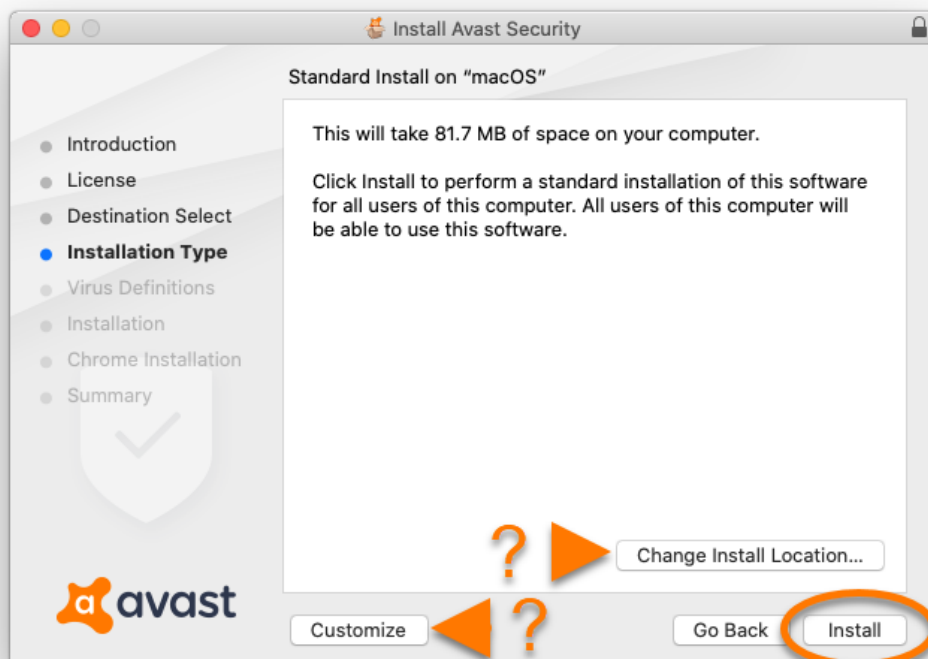 Install Avast Security
Standard Install on “macOS”
Introduction
License
Destination Select
Installation Type
Virus Definitions
Installation
Chrome Installation
Summary
This will take 81.7 MB of space on your computer.
Click Install to perform a standard installation of this software
for all users of this computer. All users of this computer will
be able to use this software.
? Change Install Location...
avast
Customize ? Go Back Install